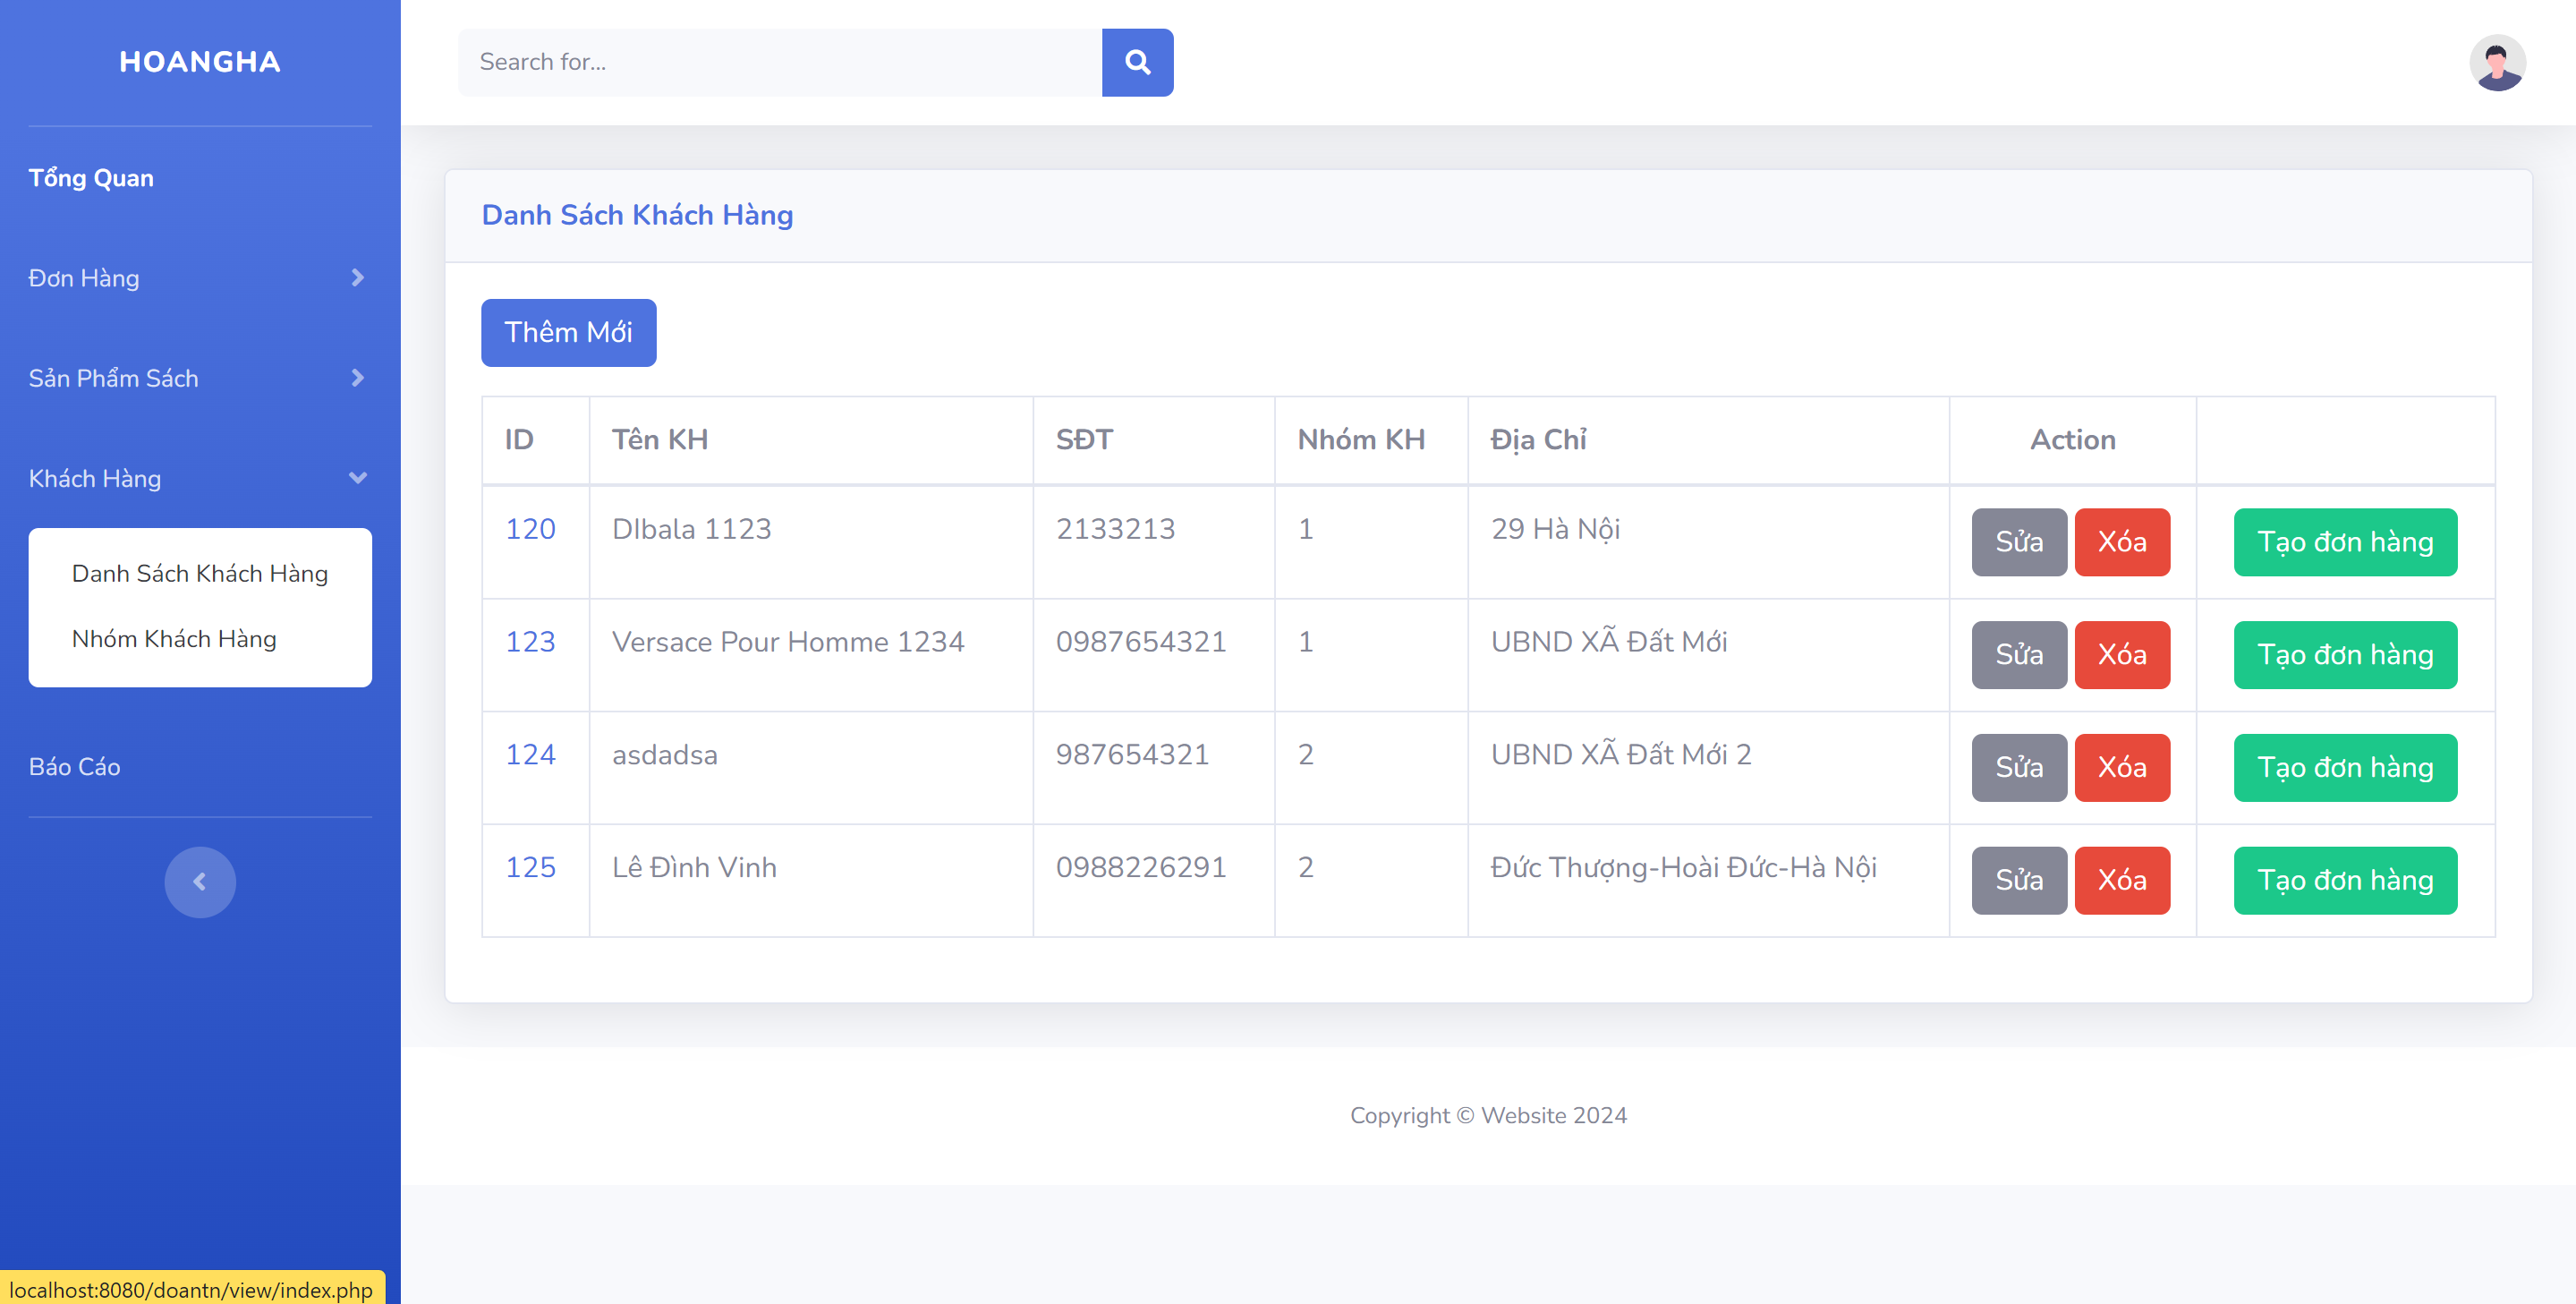 HOANGHA
Tổng Quan
Đơn Hàng
Sản Phẩm Sách
Khách Hàng
Danh Sách Khách Hàng
Nhóm Khách Hàng
Báo Cáo
Search for...
Danh Sách Khách Hàng
Thêm Mới
ID Tên KH SĐT Nhóm KH Địa Chỉ Action
120 DIbala 1123 2133213 1 29 Hà Nội Sửa Xóa Tạo đơn hàng
123 Versace Pour Homme 1234 0987654321 1 UBND XÃ Đất Mới Sửa Xóa Tạo đơn hàng
124 asdadsa 987654321 2 UBND XÃ Đất Mới 2 Sửa Xóa Tạo đơn hàng
125 Lê Đình Vinh 0988226291 2 Đức Thượng-Hoài Đức-Hà Nội Sửa Xóa Tạo đơn hàng
Copyright © Website 2024
localhost:8080/doantn/view/index.php